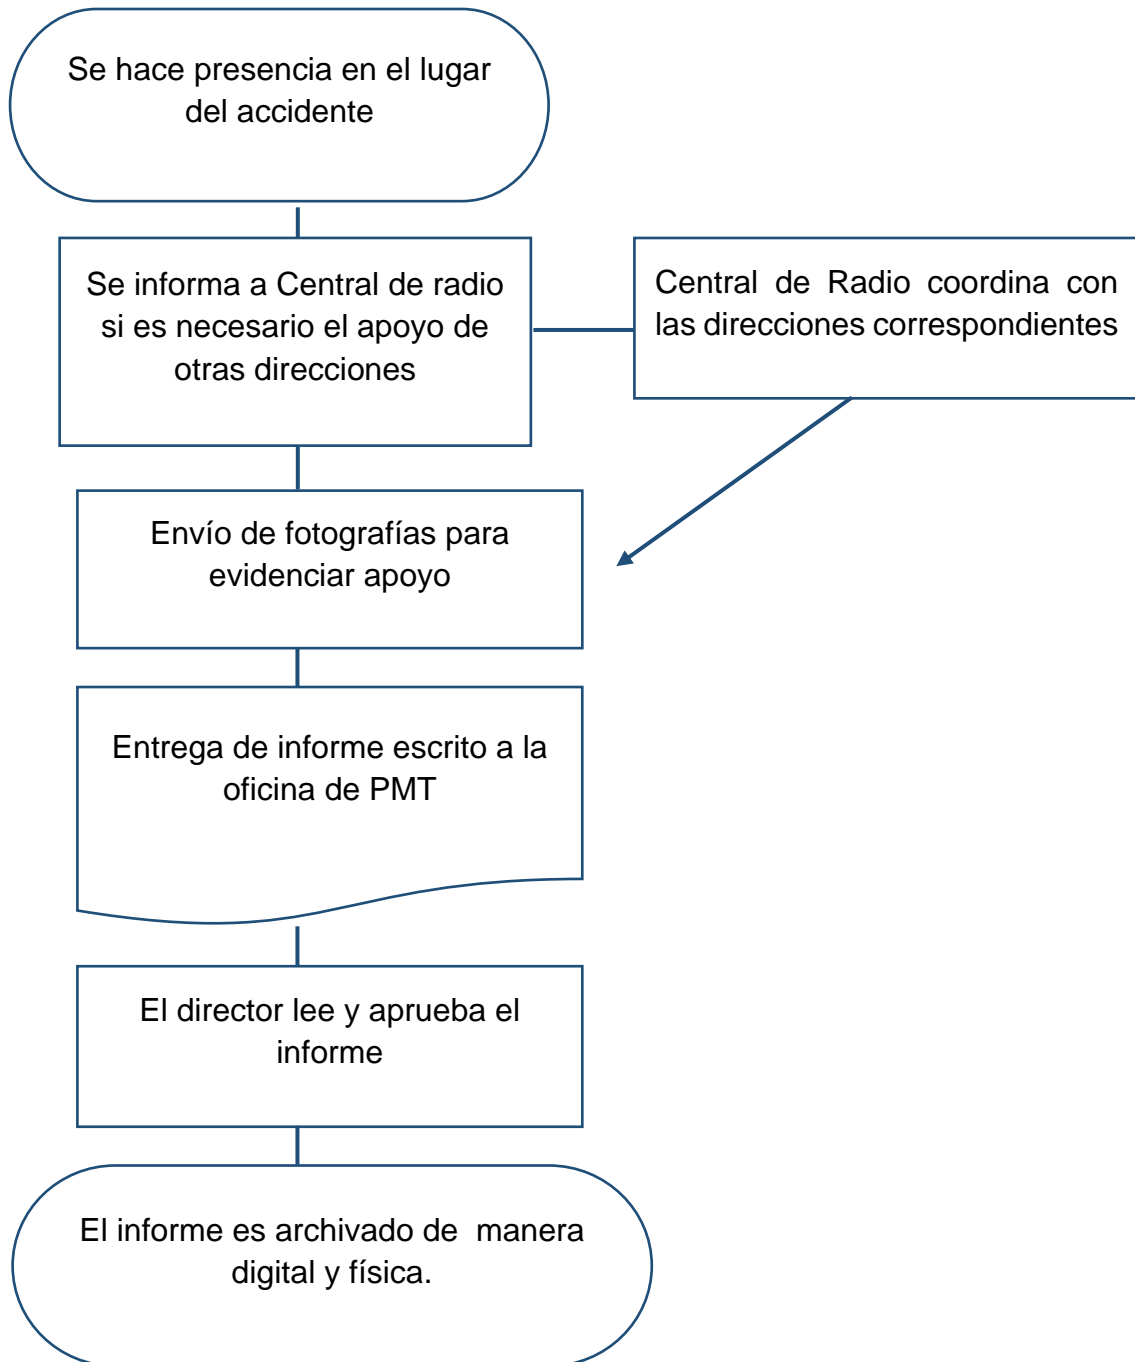 Se hace presencia en el lugar
del accidente
Se informa a Central de radio
si es necesario el apoyo de
otras direcciones
Central de Radio coordina con
las direcciones correspondientes
Envío de fotografías para
evidenciar apoyo
Entrega de informe escrito a la
oficina de PMT
El director lee y aprueba el
informe
El informe es archivado de manera
digital y física.